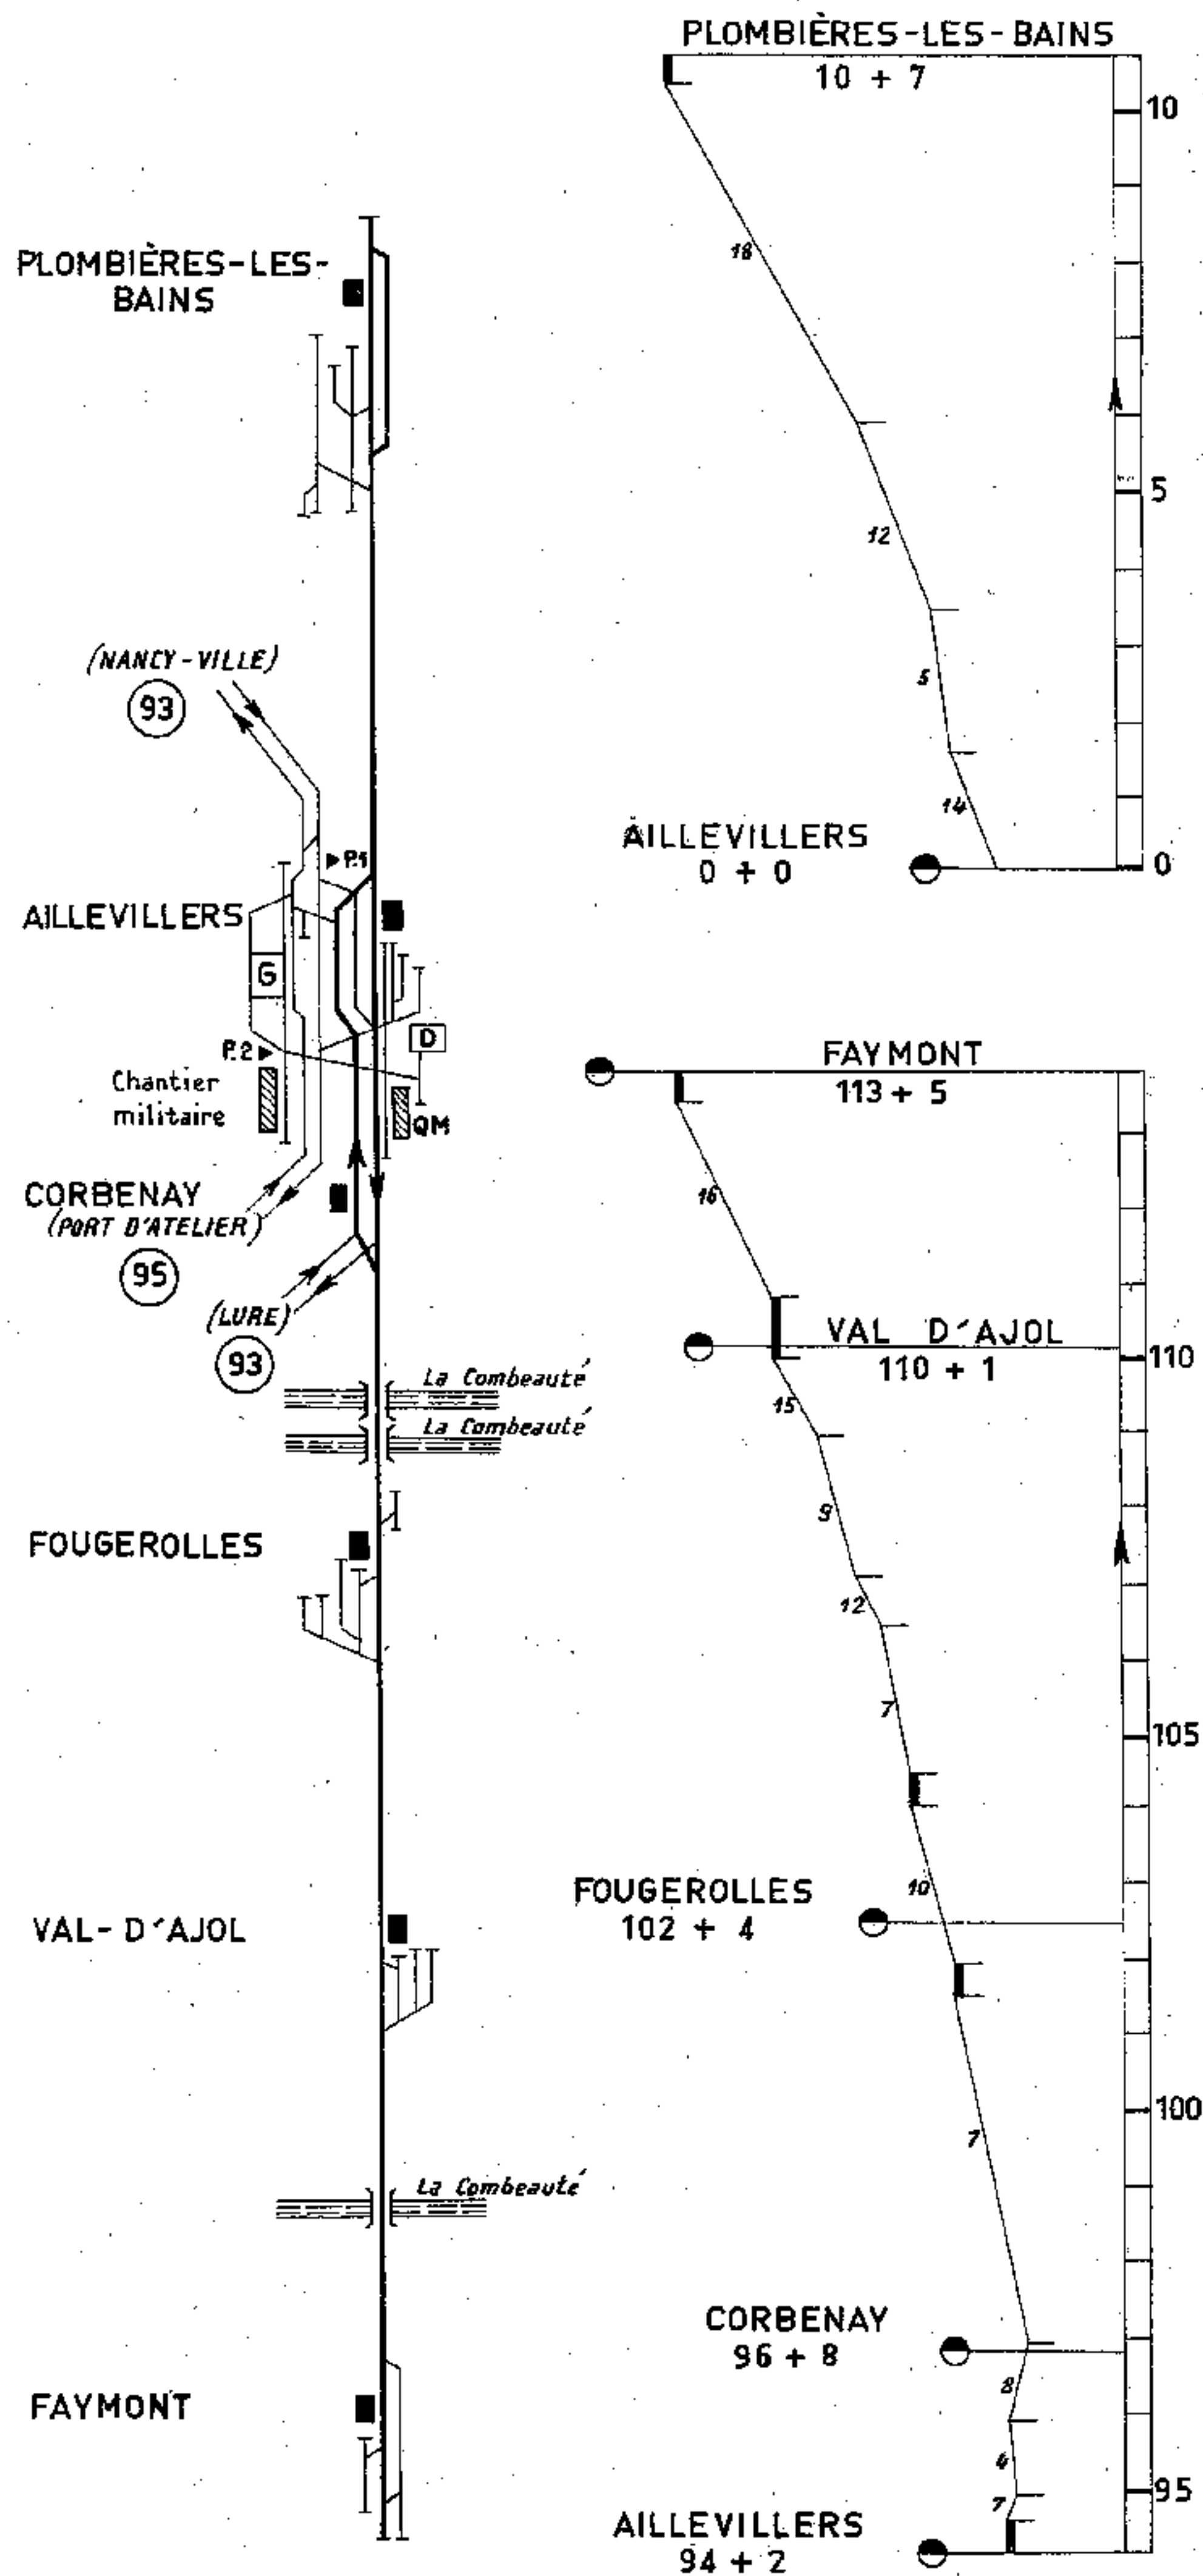 PLOMBIÈRES-LES-
BAINS
(NANCY-VILLE)
93
P.1
AILLEVILLERS
G
D
P.2
Chantier
militaire
QM
CORBENAY
(PORT D'ATELIER)
95
(LURE)
93
La Combeauté
La Combeauté
FOUGEROLLES
VAL-D'AJOL
La Combeauté
FAYMONT
PLOMBIÈRES-LES-BAINS
10 + 7
10
18
5
12
5
14
AILLEVILLERS
0 + 0
0
FAYMONT
113 + 5
16
VAL D'AJOL
110 + 1
110
15
9
12
7
105
10
FOUGEROLLES
102 + 4
100
7
CORBENAY
96 + 8
8
4
95
7
AILLEVILLERS
94 + 2